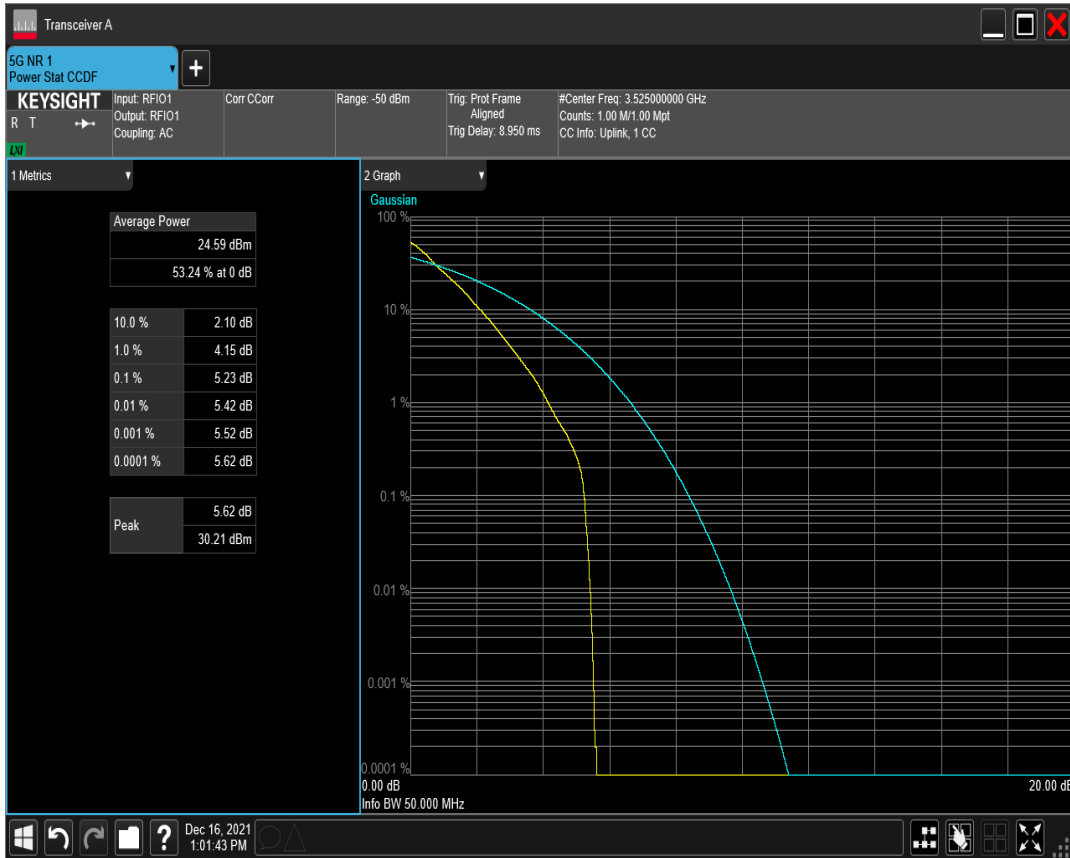 Transceiver A
5G NR 1
Power Stat CCDF
KEYSIGHT
R T
LXI
Input: RFIO1
Output: RFIO1
Coupling: AC
Corr CCorr
Range: -50 dBm
Trig: Prot Frame
Aligned
Trig Delay: 8.950 ms
#Center Freq: 3.525000000 GHz
Counts: 1.00 M/1.00 Mpt
CC Info: Uplink, 1 CC
1 Metrics
Average Power
24.59 dBm
53.24 % at 0 dB
10.0 % 2.10 dB
1.0 % 4.15 dB
0.1 % 5.23 dB
0.01 % 5.42 dB
0.001 % 5.52 dB
0.0001 % 5.62 dB
Peak
5.62 dB
30.21 dBm
2 Graph
Gaussian
100 %
10 %
1 %
0.1 %
0.01 %
0.001 %
0.0001 %
0.00 dB 20.00 dB
Info BW 50.000 MHz
?
Dec 16, 2021
1:01:43 PM